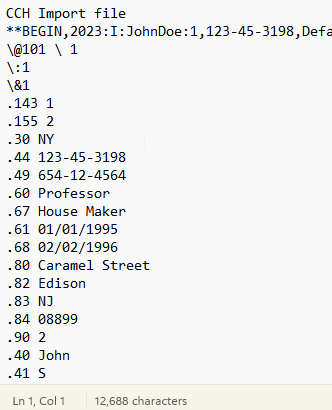 CCH Import file
**BEGIN,2023:I:JohnDoe:1,123-45-3198,Defa
\@101 \ 1
\:1
\&1
.143 1
.155 2
.30 NY
.44 123-45-3198
.49 654-12-4564
.60 Professor
.67 House Maker
.61 01/01/1995
.68 02/02/1996
.80 Caramel Street
.82 Edison
.83 NJ
.84 08899
.90 2
.40 John
.41 S
Ln 1, Col 1 12,688 characters